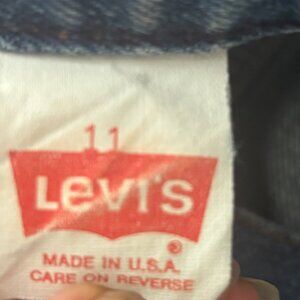 11
Levi's
®
MADE IN U.S.A.
CARE ON REVERSE